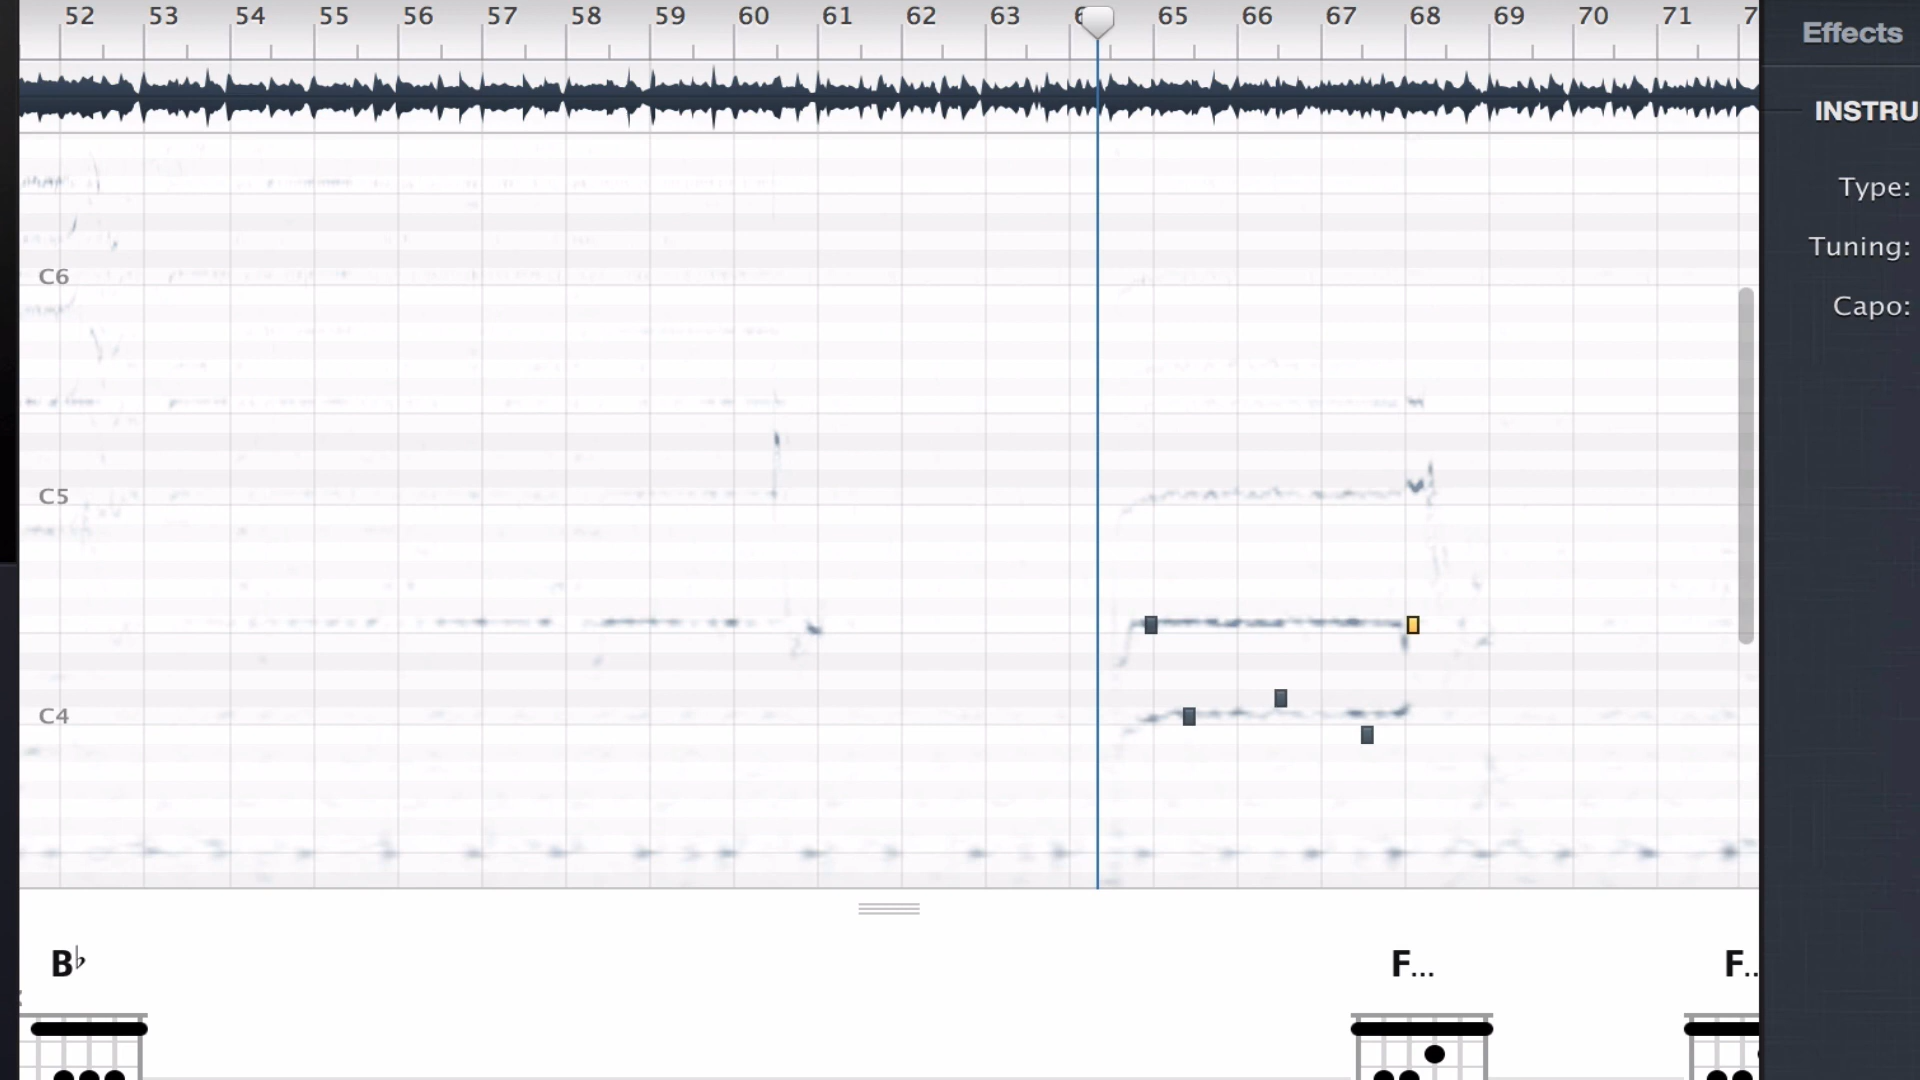 52 53 54 55 56 57 58 59 60 61 62 63 65 66 67 68 69 70 71
Effects
INSTRU
Type:
Tuning:
Capo:
C6
C5
C4
B♭ F... F..